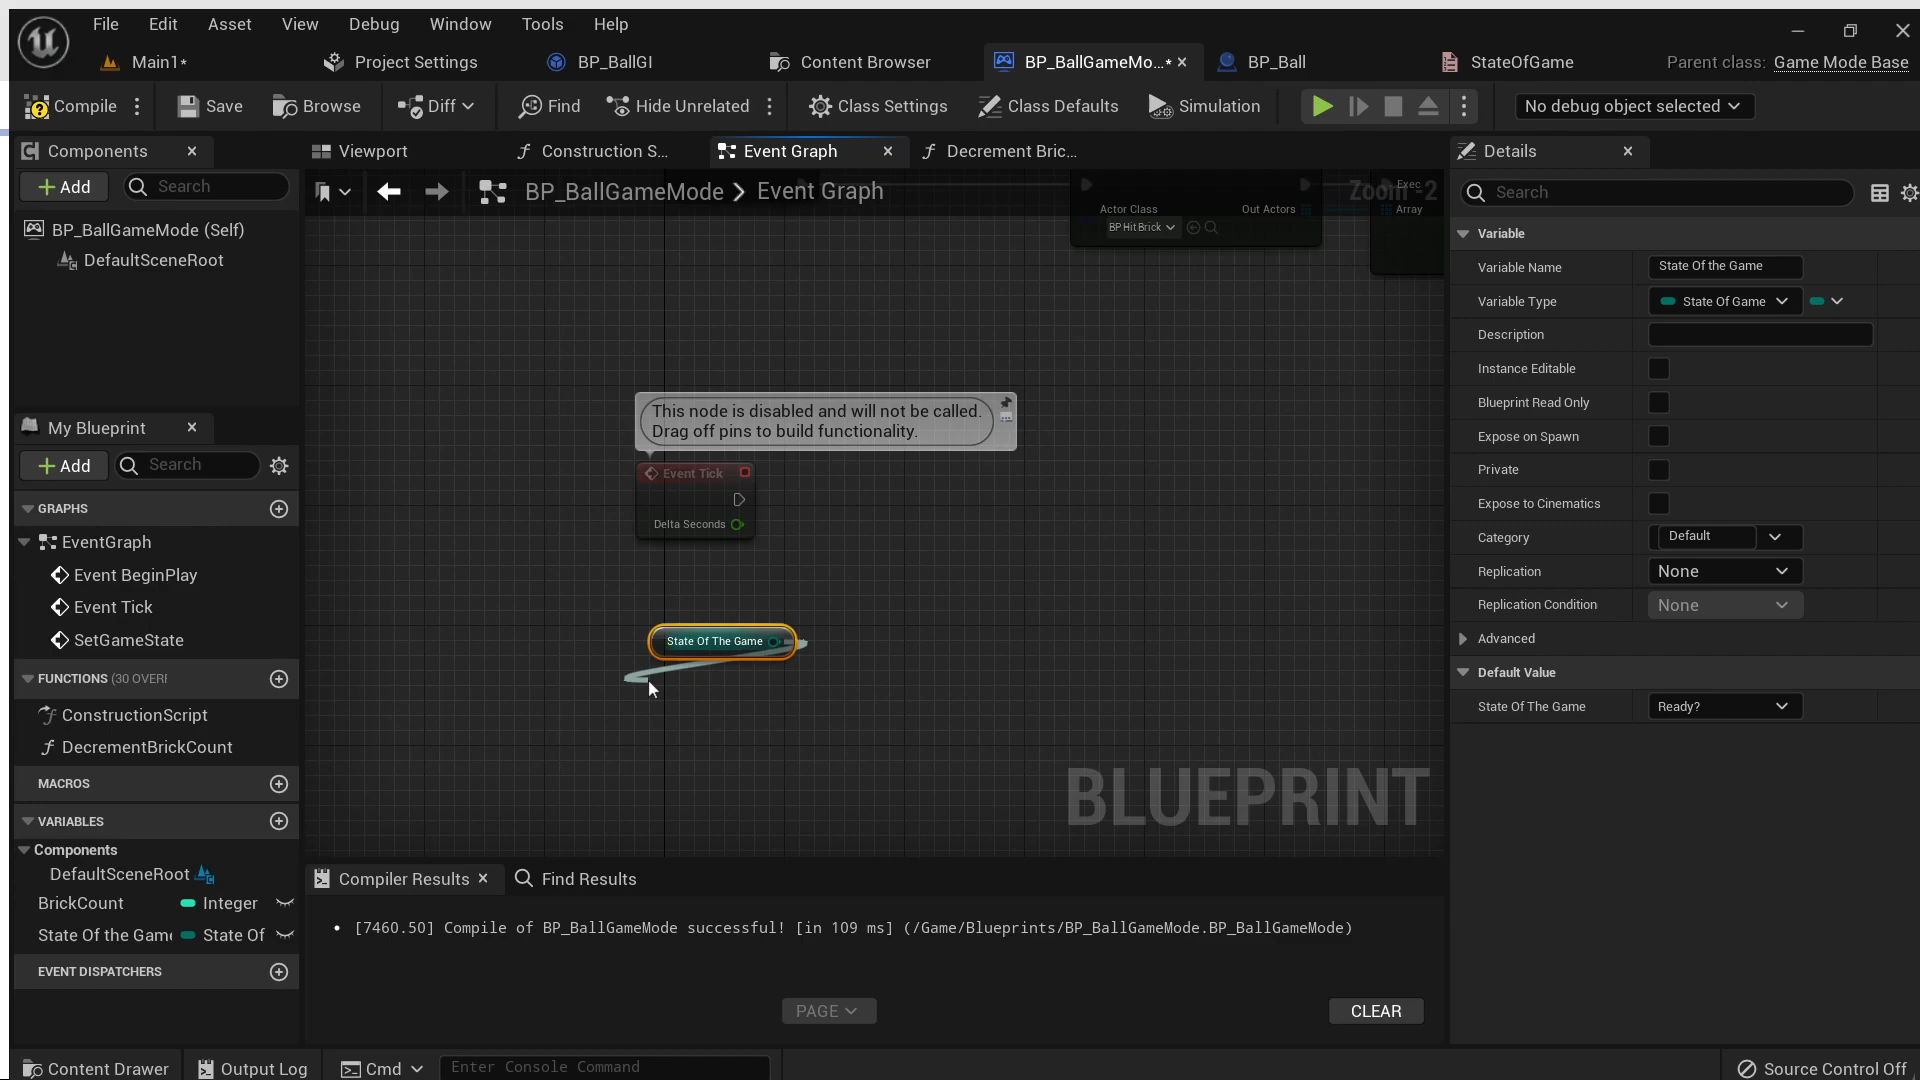 File Edit Asset View Debug Window Tools Help
Main1*
Project Settings
BP_BallGI
Content Browser
BP_BallGameMo...*
BP_Ball
StateOfGame
Parent class: Game Mode Base
Compile
Save
Browse
Diff
Find
Hide Unrelated
Class Settings
Class Defaults
Simulation
No debug object selected
Components
Add
Search
BP_BallGameMode (Self)
DefaultSceneRoot
My Blueprint
Add
Search
GRAPHS
EventGraph
Event BeginPlay
Event Tick
SetGameState
FUNCTIONS (30 OVERI
ConstructionScript
DecrementBrickCount
MACROS
VARIABLES
Components
DefaultSceneRoot
BrickCount Integer
State Of the Game State Of
EVENT DISPATCHERS
Viewport
Construction S...
Event Graph
Decrement Bric...
BP_BallGameMode > Event Graph
Zoom -2
Actor Class
BP Hit Brick
Out Actors
Exec
Array
This node is disabled and will not be called.
Drag off pins to build functionality.
Event Tick
Delta Seconds
State Of The Game
BLUEPRINT
Compiler Results
Find Results
• [7460.50] Compile of BP_BallGameMode successful! [in 109 ms] (/Game/Blueprints/BP_BallGameMode.BP_BallGameMode)
PAGE
CLEAR
Details
Search
Variable
Variable Name State Of the Game
Variable Type State Of Game
Description
Instance Editable
Blueprint Read Only
Expose on Spawn
Private
Expose to Cinematics
Category Default
Replication None
Replication Condition None
Advanced
Default Value
State Of The Game Ready?
Content Drawer
Output Log
Cmd
Enter Console Command
Source Control Off